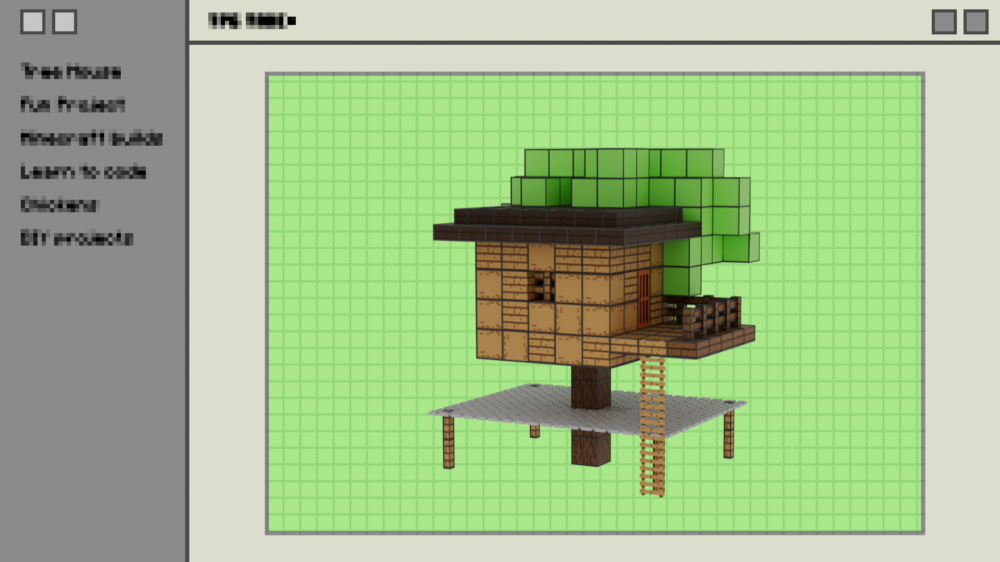 Tree House
Fun Project
Minecraft builds
Learn to code
Chickens
DIY projects